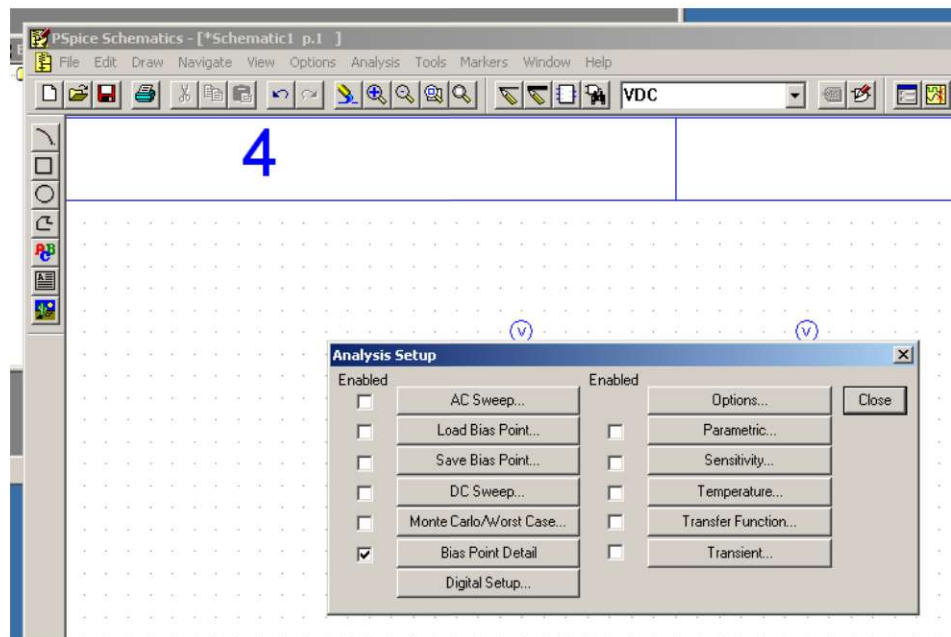 PSpice Schematics - [*Schematic1 p.1 ]
File Edit Draw Navigate View Options Analysis Tools Markers Window Help
VDC
4
ABC
V V
Analysis Setup
Enabled Enabled
AC Sweep... Options... Close
Load Bias Point... Parametric...
Save Bias Point... Sensitivity...
DC Sweep... Temperature...
Monte Carlo/Worst Case... Transfer Function...
Bias Point Detail Transient...
Digital Setup...